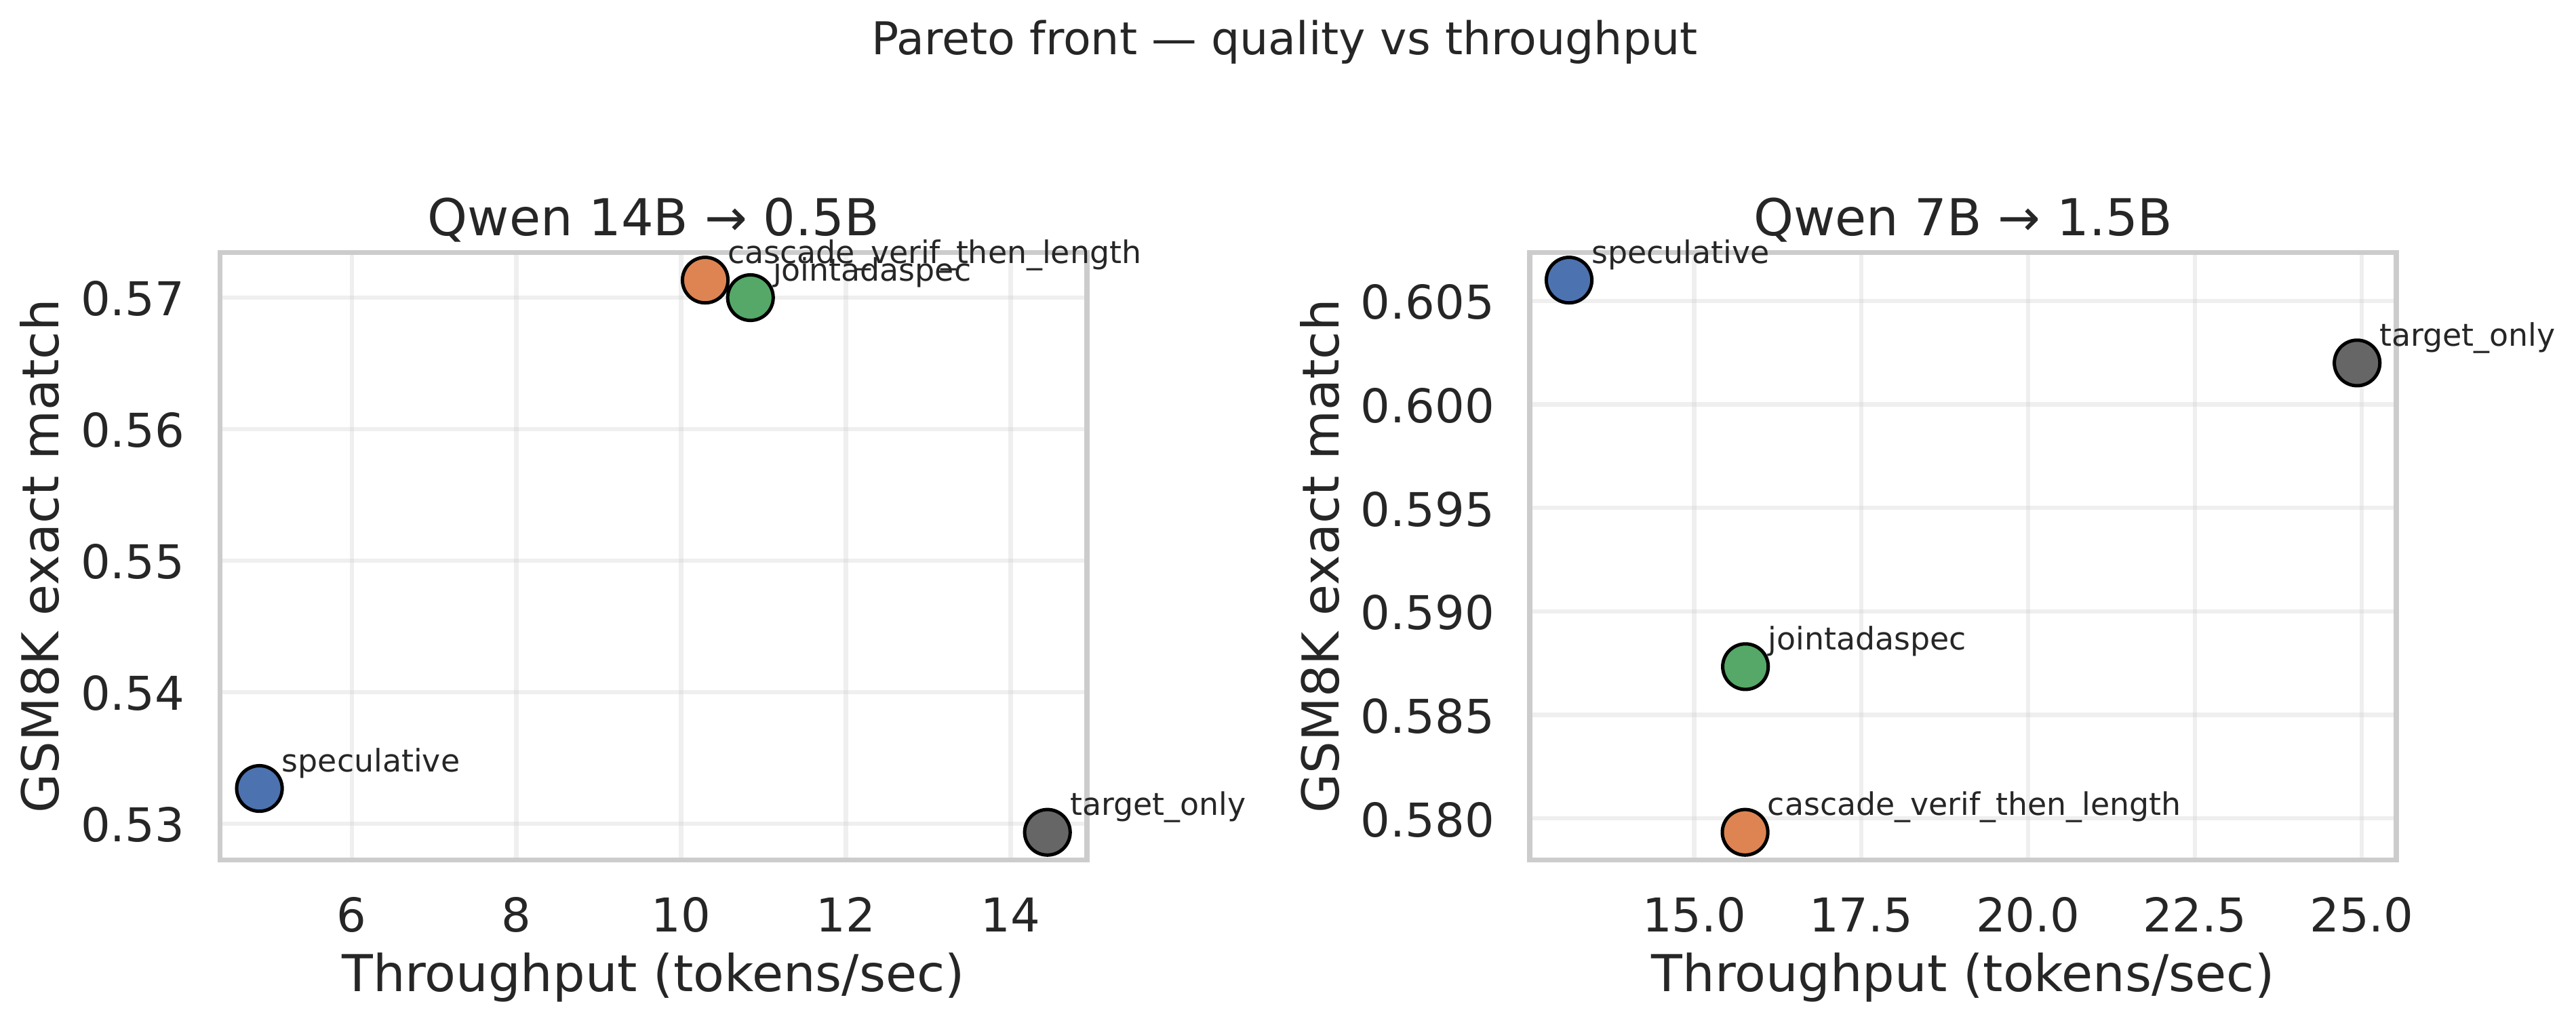 Pareto front — quality vs throughput
Qwen 14B → 0.5B
cascade_verif_then_length
jointadaspec
speculative
target_only
0.57
0.56
0.55
0.54
0.53
GSM8K exact match
6 8 10 12 14
Throughput (tokens/sec)
Qwen 7B → 1.5B
speculative
target_only
jointadaspec
cascade_verif_then_length
0.605
0.600
0.595
0.590
0.585
0.580
GSM8K exact match
15.0 17.5 20.0 22.5 25.0
Throughput (tokens/sec)